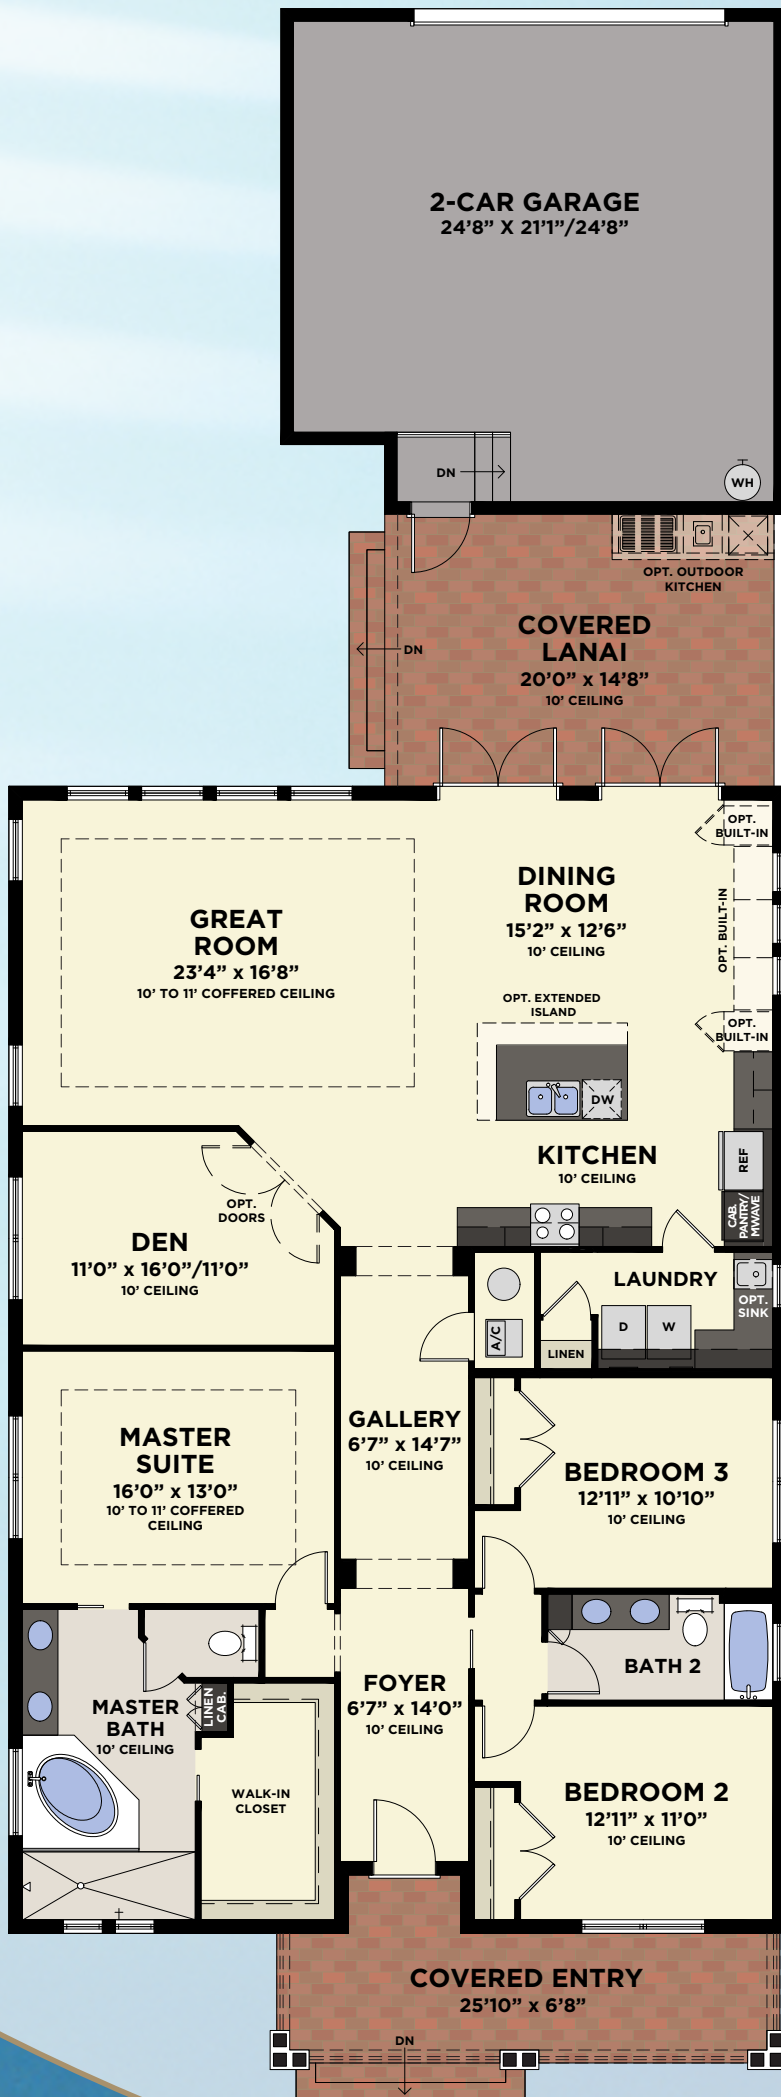 2-CAR GARAGE
24'8” X 21'1”/24'8”
DN
WH
OPT. OUTDOOR
KITCHEN
COVERED
LANAI
20'0” x 14'8”
10' CEILING
DN
OPT.
BUILT-IN
DINING
ROOM
15'2” x 12'6”
10' CEILING
OPT. BUILT-IN
GREAT
ROOM
23'4” x 16'8”
10' TO 11' COFFERED CEILING
OPT. EXTENDED
ISLAND
OPT.
BUILT-IN
DW
KITCHEN
10' CEILING
REF
CAB.
PANTRY/
MWAVE
OPT.
DOORS
DEN
11'0” x 16'0”/11'0”
10' CEILING
LAUNDRY
OPT.
SINK
A/C
D
W
LINEN
GALLERY
6'7” x 14'7”
10' CEILING
MASTER
SUITE
16'0” x 13'0”
10' TO 11' COFFERED
CEILING
BEDROOM 3
12'11” x 10'10”
10' CEILING
BATH 2
FOYER
6'7” x 14'0”
10' CEILING
MASTER
BATH
10' CEILING
LINEN
CAB.
WALK-IN
CLOSET
BEDROOM 2
12'11” x 11'0”
10' CEILING
COVERED ENTRY
25'10” x 6'8”
DN